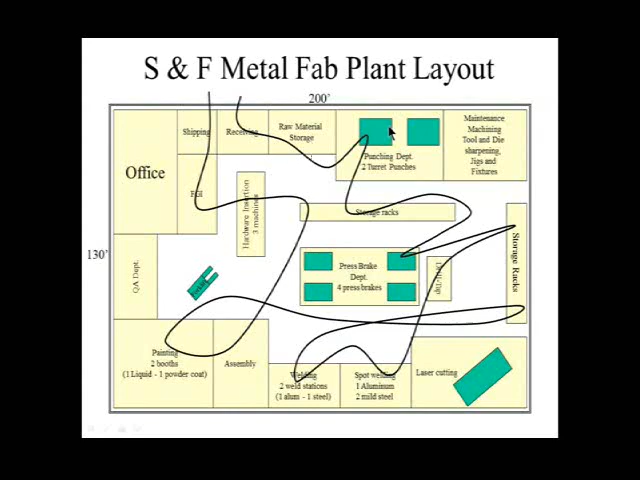 S & F Metal Fab Plant Layout
200'
Shipping
Receiving
Raw Material
Storage
Punching Dept.
2 Turret Punches
Maintenance
Machining
Tool and Die
sharpening,
Jigs and
Fixtures
Office
FGI
Hardware Insertion
3 machines
Storage racks
Storage Racks
130'
QA Dept.
Press Brake
Dept.
4 press brakes
Painting
2 booths
(1 Liquid - 1 powder coat)
Assembly
Welding
2 weld stations
(1 alum - 1 steel)
Spot welding
1 Aluminum
2 mild steel
Laser cutting